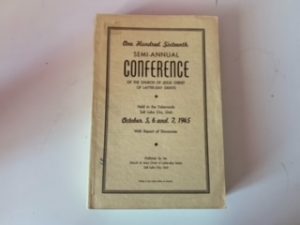 One Hundred Sixteenth
SEMI-ANNUAL
CONFERENCE
OF THE CHURCH OF JESUS CHRIST
OF LATTER-DAY SAINTS
Held in the Tabernacle
Salt Lake City, Utah
October 5, 6 and 7, 1945
With Report of Discourses
Published by the
Church of Jesus Christ of Latter-day Saints
Salt Lake City, Utah